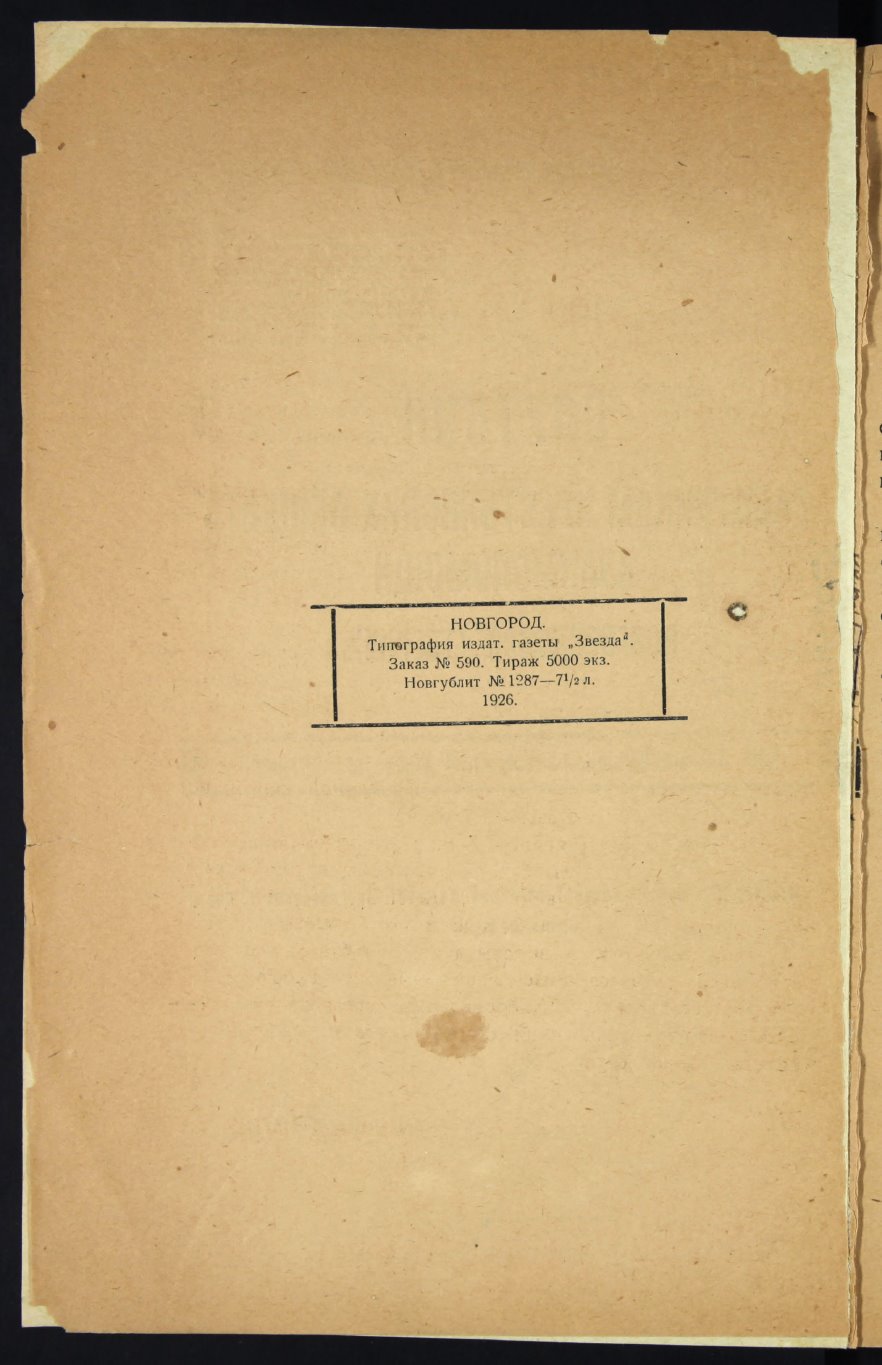 НОВГОРОД.
Типография издат. газеты „Звезда“.
Заказ № 590. Тираж 5000 экз.
Новгублит № 1287—7¹/₂ л.
1926.